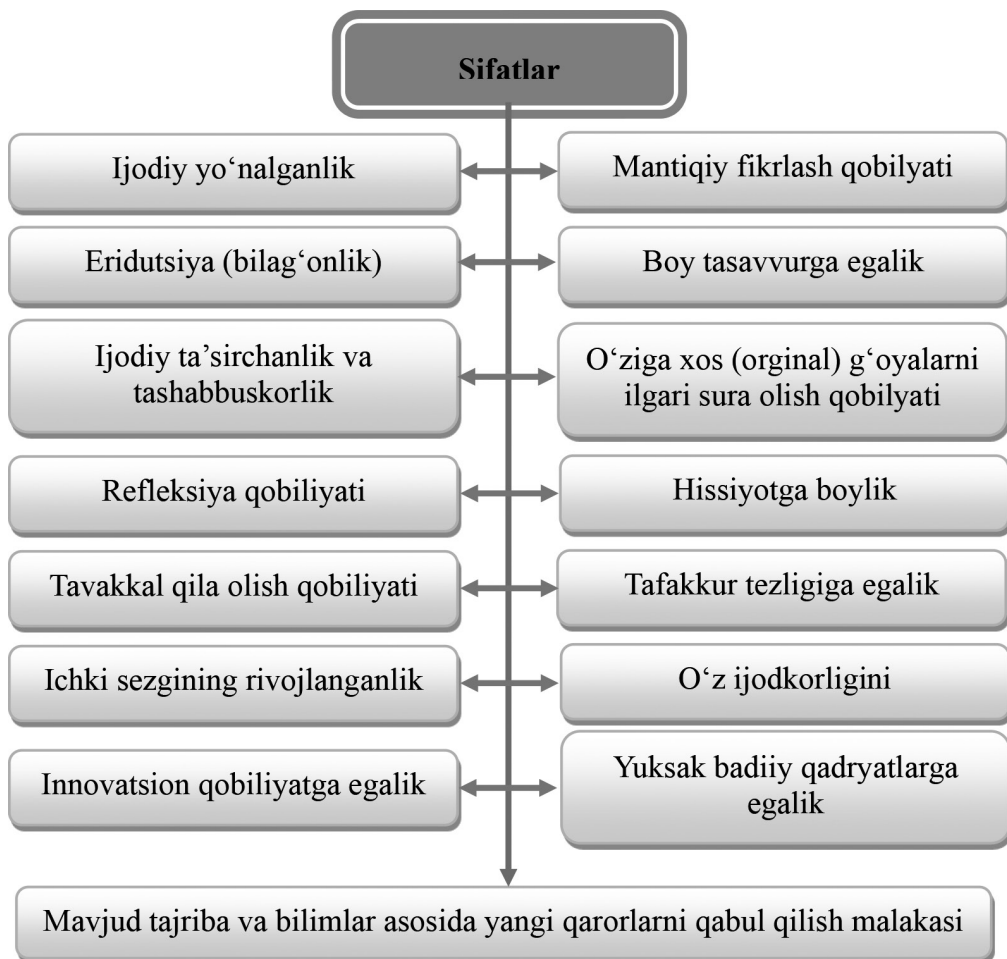 Sifatlar
Ijodiy yo‘nalganlik
Mantiqiy fikrlash qobilyati
Eridutsiya (bilag‘onlik)
Boy tasavvurga egalik
Ijodiy ta’sirchanlik va
tashabbuskorlik
O‘ziga xos (orginal) g‘oyalarni
ilgari sura olish qobilyati
Refleksiya qobiliyati
Hissiyotga boylik
Tavakkal qila olish qobiliyati
Tafakkur tezligiga egalik
Ichki sezgining rivojlanganlik
O‘z ijodkorligini
Innovatsion qobiliyatga egalik
Yuksak badiiy qadryatlarga
egalik
Mavjud tajriba va bilimlar asosida yangi qarorlarni qabul qilish malakasi